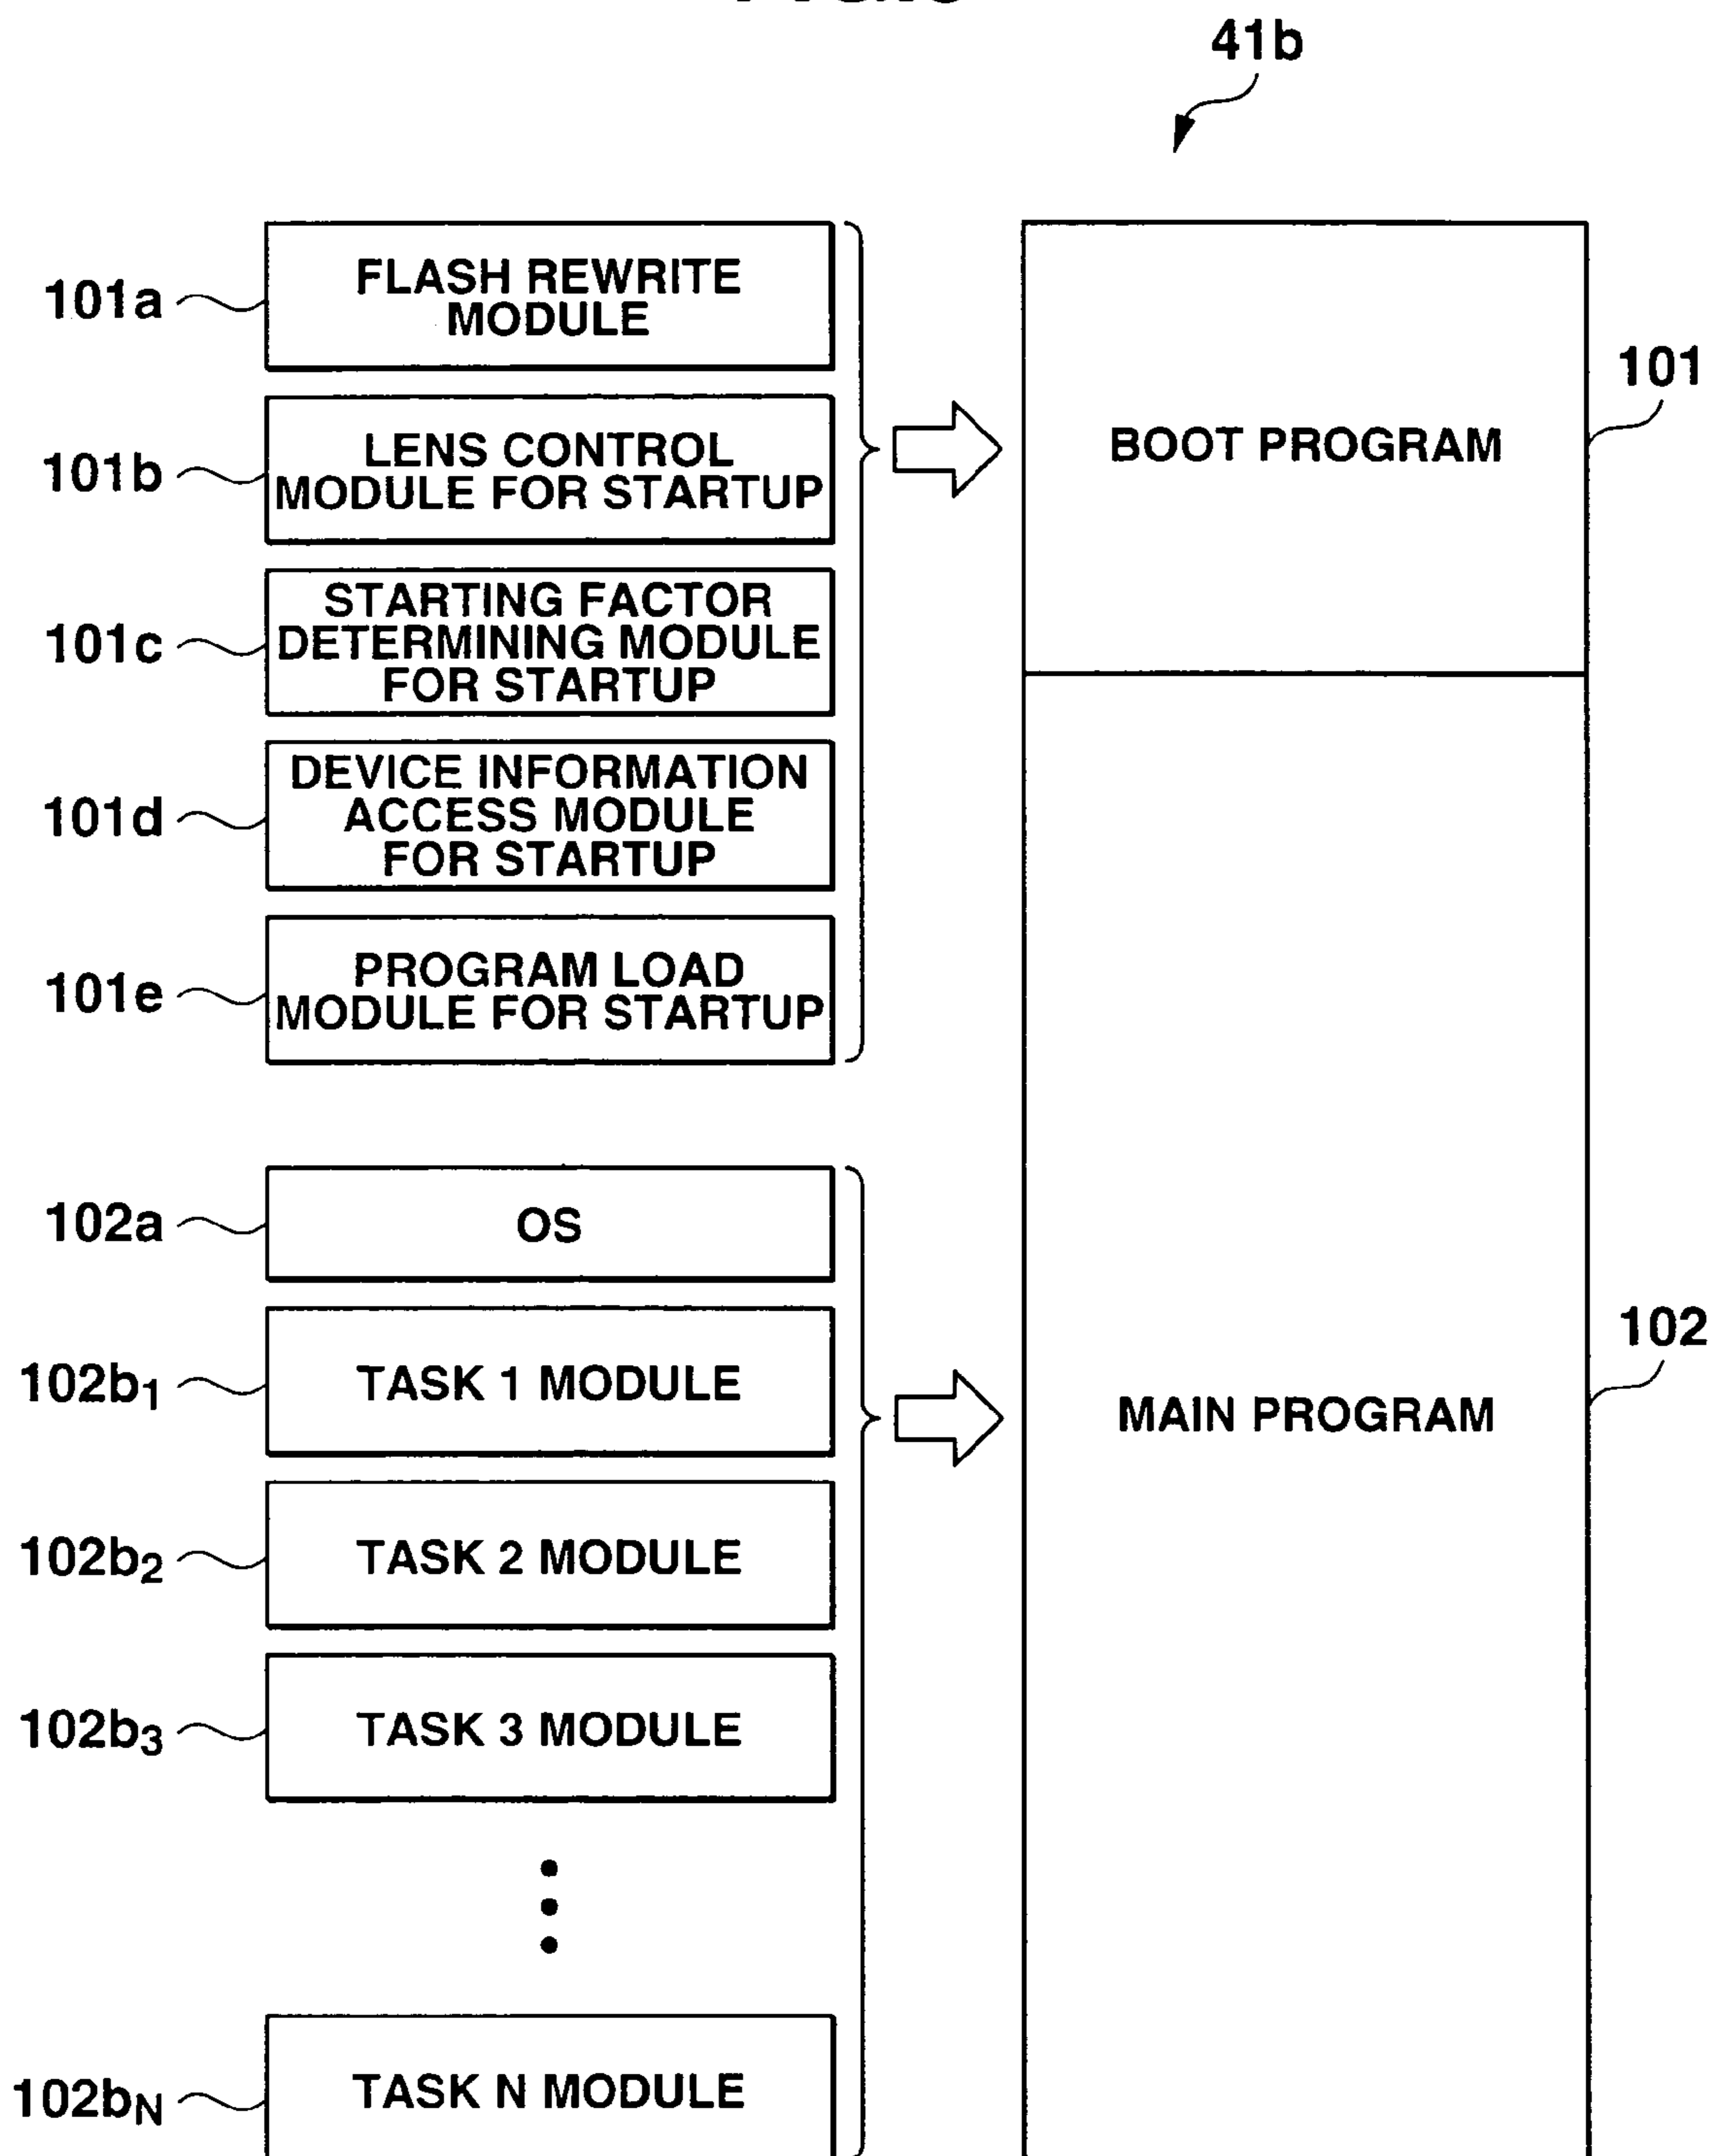 41b
101a
FLASH REWRITE
MODULE
101b
LENS CONTROL
MODULE FOR STARTUP
101c
STARTING FACTOR
DETERMINING MODULE
FOR STARTUP
101d
DEVICE INFORMATION
ACCESS MODULE
FOR STARTUP
101e
PROGRAM LOAD
MODULE FOR STARTUP
BOOT PROGRAM
101
102a
OS
102b1
TASK 1 MODULE
102b2
TASK 2 MODULE
102b3
TASK 3 MODULE
102bN
TASK N MODULE
MAIN PROGRAM
102